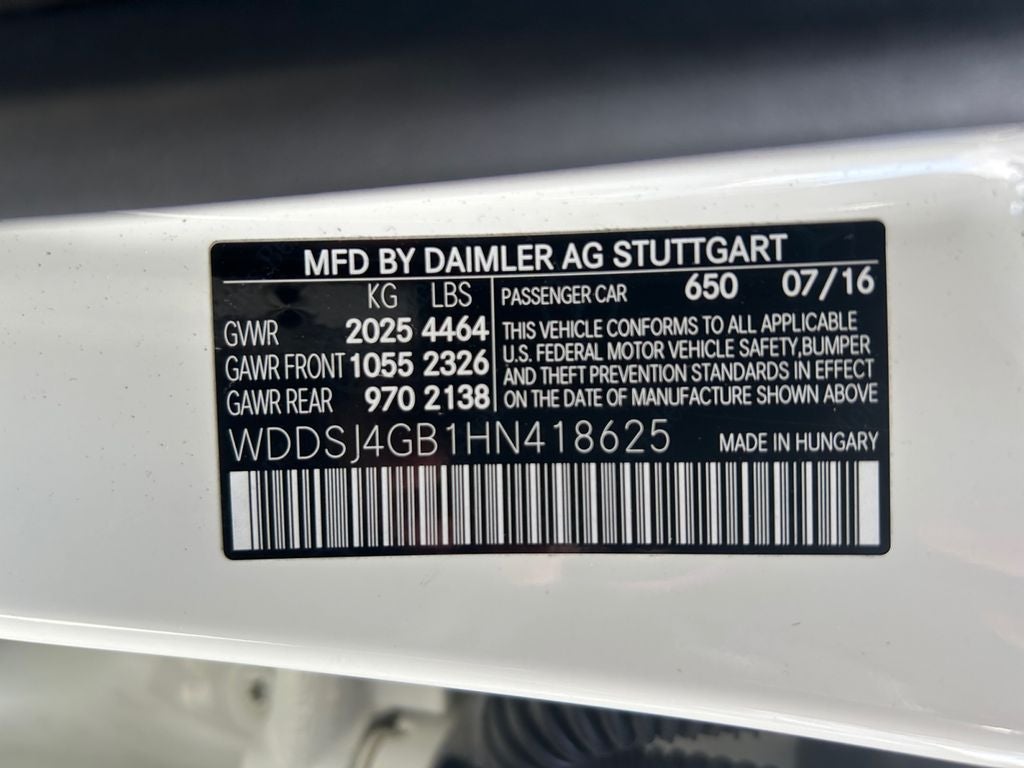 MFD BY DAIMLER AG STUTTGART
KG LBS
GVWR 2025 4464
GAWR FRONT 1055 2326
GAWR REAR 970 2138
PASSENGER CAR 650 07/16
THIS VEHICLE CONFORMS TO ALL APPLICABLE
U.S. FEDERAL MOTOR VEHICLE SAFETY,BUMPER
AND THEFT PREVENTION STANDARDS IN EFFECT
ON THE DATE OF MANUFACTURE SHOWN ABOVE
WDDSJ4GB1HN418625 MADE IN HUNGARY